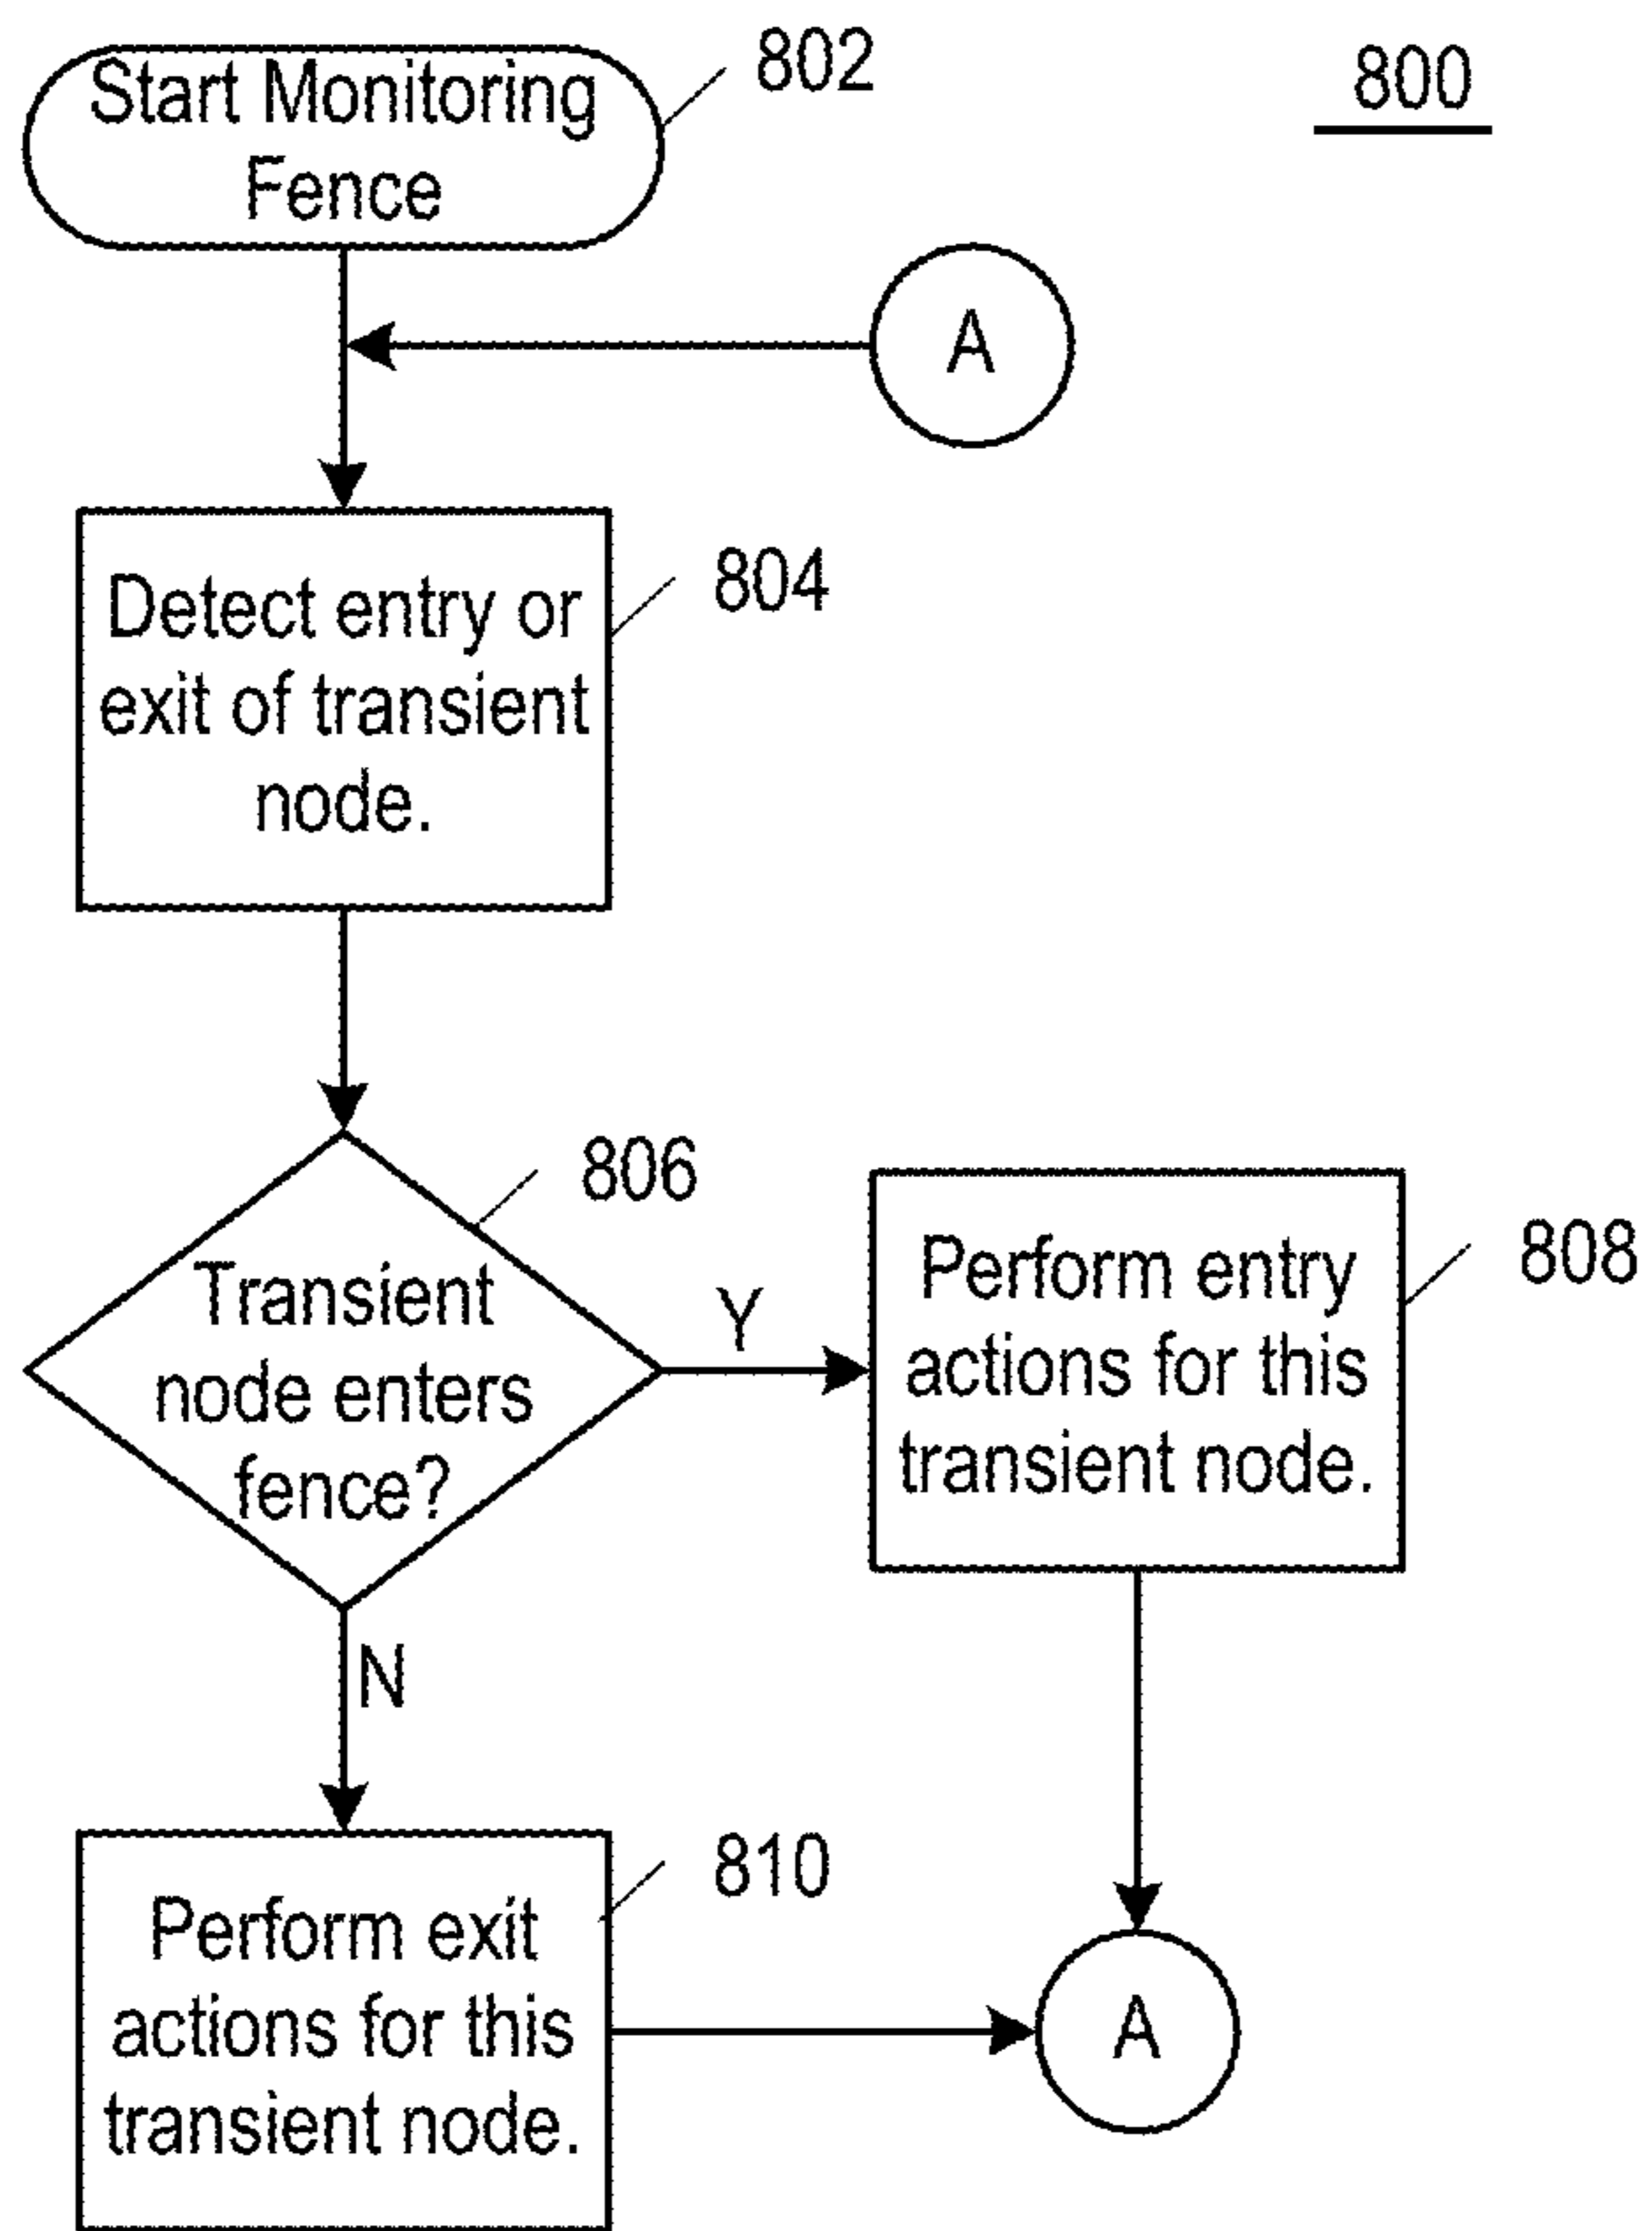 800
Start Monitoring
Fence
802
A
Detect entry or
exit of transient
node.
804
Transient
node enters
fence?
806
Y
Perform entry
actions for this
transient node.
808
N
Perform exit
actions for this
transient node.
810
A